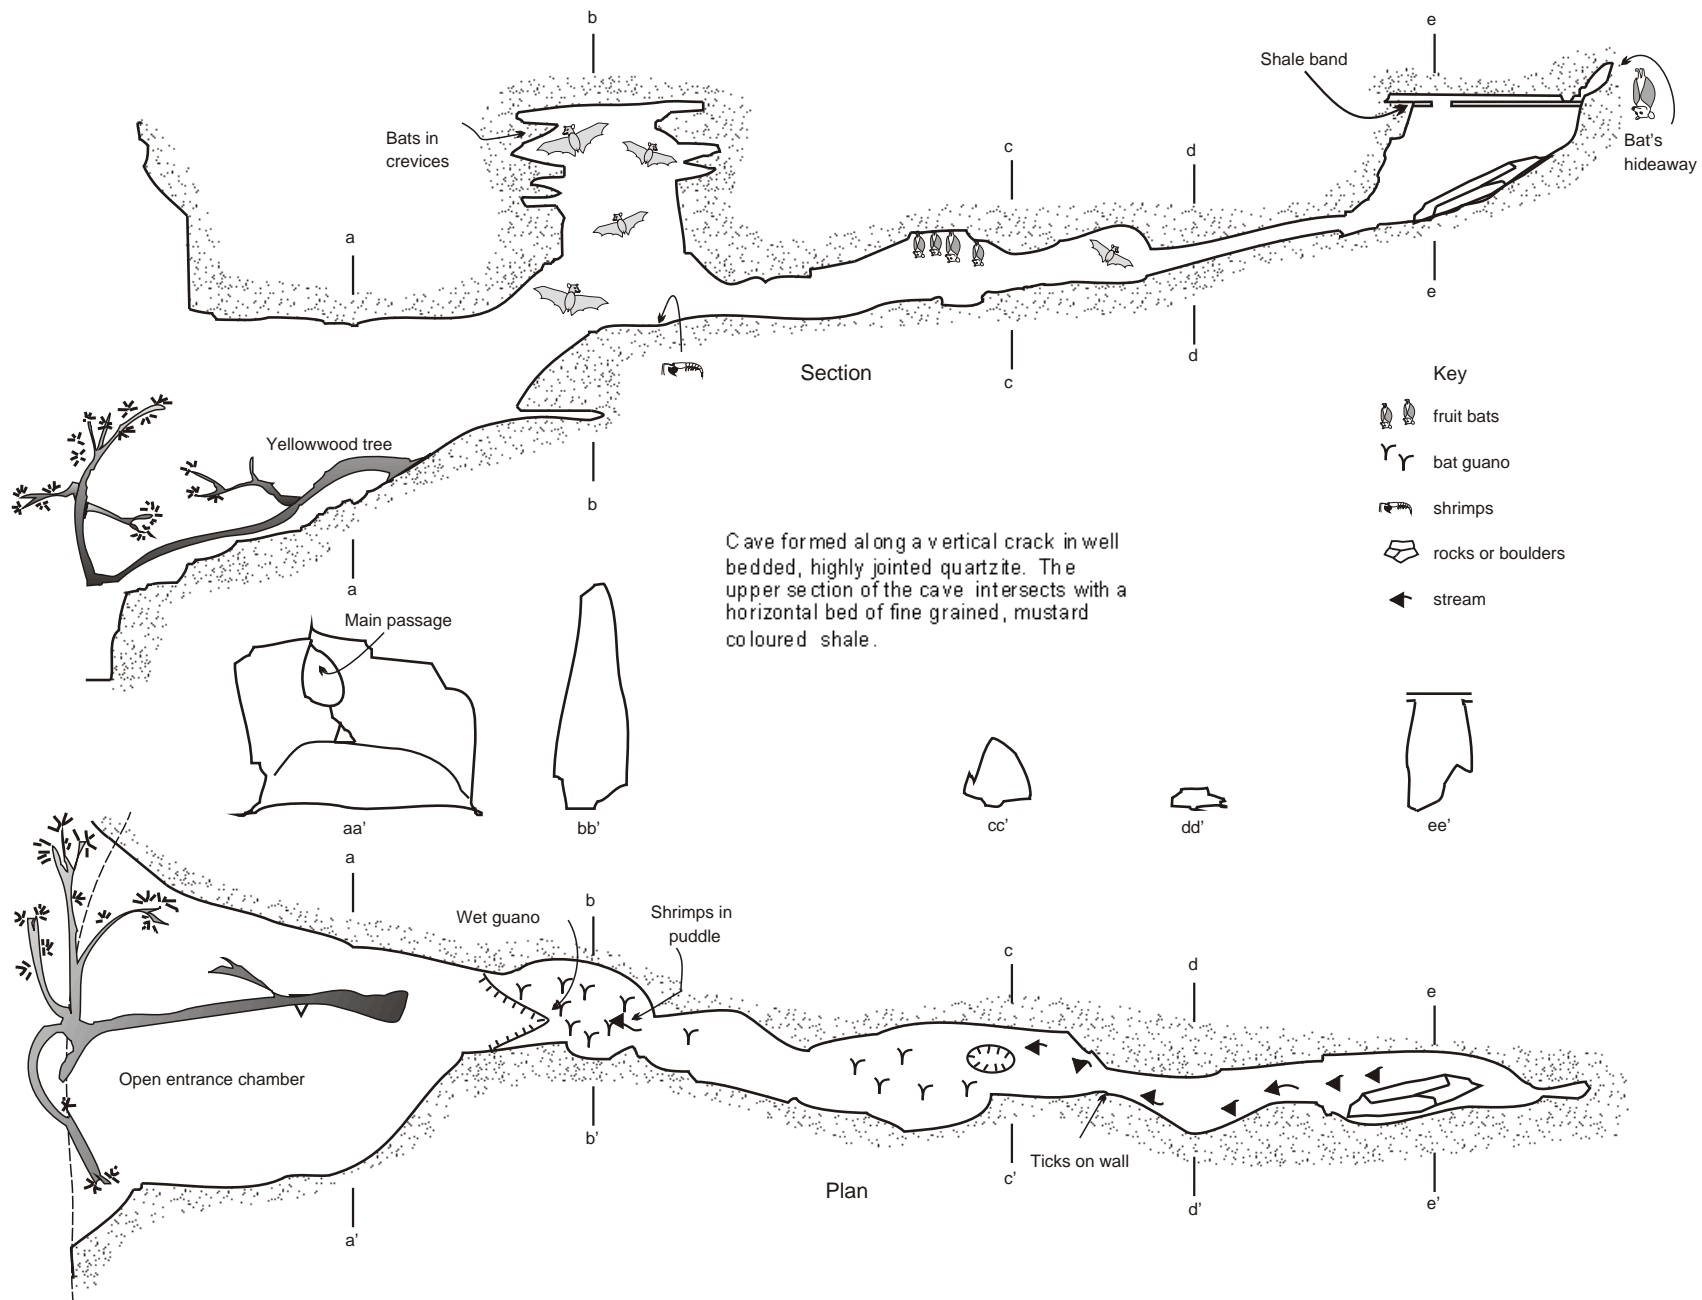 b
e
Shale band
Bats in
crevices
Bat's
hideaway
c
d
a
e
c
d
Section
Key
fruit bats
Yellowwood tree
bat guano
b
shrimps
Cave formed along a vertical crack in well
bedded, highly jointed quartzite. The
upper section of the cave intersects with a
horizontal bed of fine grained, mustard
coloured shale.
rocks or boulders
stream
a
Main passage
aa'
bb'
cc'
dd'
ee'
a
b
Wet guano
Shrimps in
puddle
c
d
e
Open entrance chamber
b'
Ticks on wall
c'
d'
e'
Plan
a'